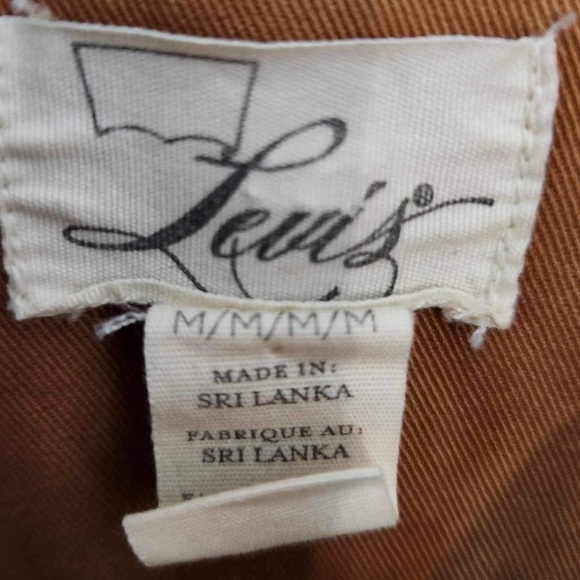 Levi's®
M/M/M/M
MADE IN:
SRI LANKA
FABRIQUE AU:
SRI LANKA